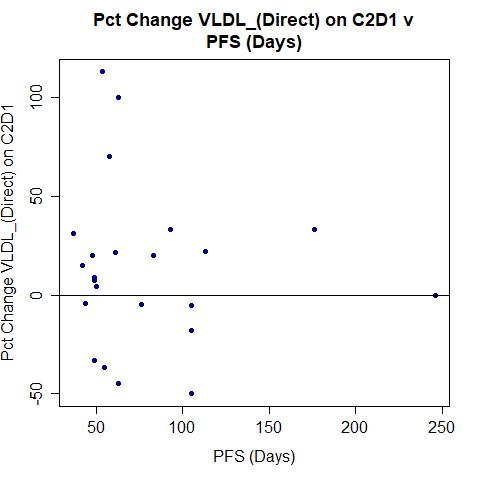 Pct Change VLDL_(Direct) on C2D1 v
PFS (Days)
Pct Change VLDL_(Direct) on C2D1
100
50
0
-50
50
100
150
200
250
PFS (Days)